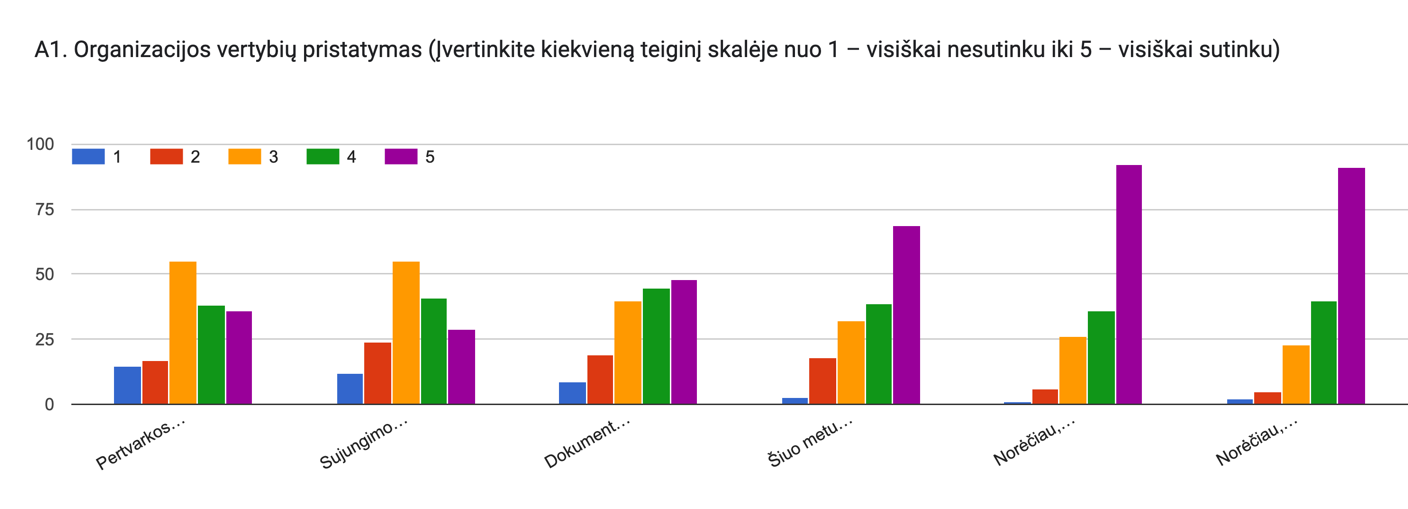 A1. Organizacijos vertybių pristatymas (Įvertinkite kiekvieną teiginį skalėje nuo 1 – visiškai nesutinku iki 5 – visiškai sutinku)
100
1 2 3 4 5
75
50
25
0
Pertvarkos…
Sujungimo…
Dokument…
Šiuo metu…
Norėčiau,…
Norėčiau,…